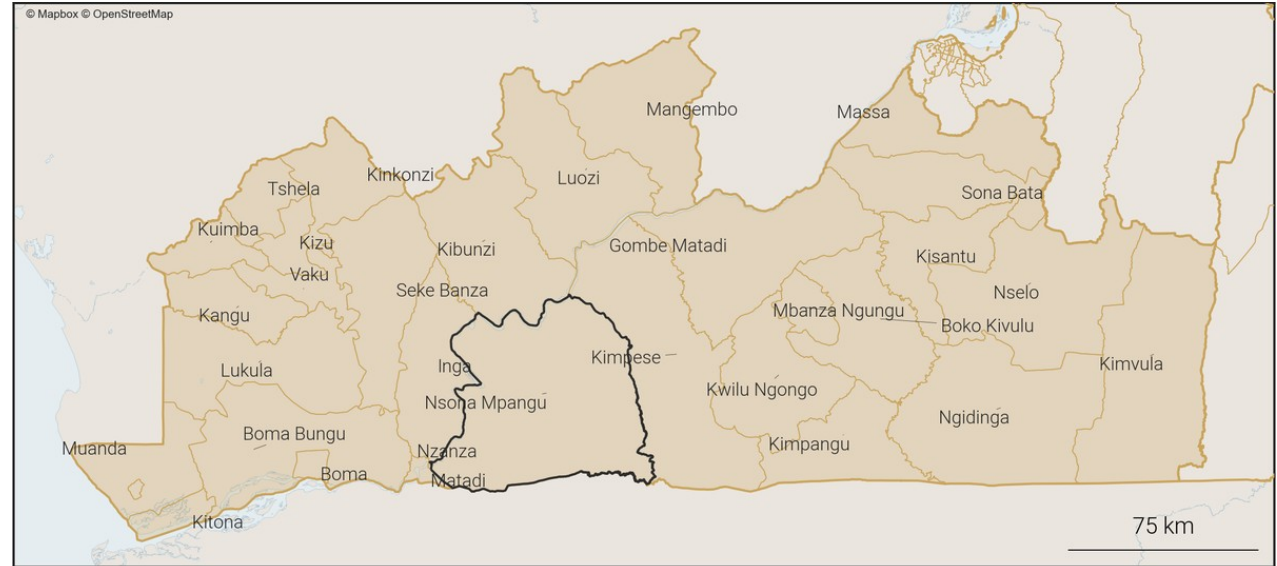 © Mapbox © OpenStreetMap
Mangembo
Massa
Kinkonzi
Luozi
Tshela
Sona Bata
Kuimba
Kizu
Kibunzi
Gombe Matadi
Kisantu
Vaku
Seke Banza
Nselo
Kangu
Mbanza Ngungu
Boko Kivulu
Kimpese
Inga
Lukula
Kimvula
Kwilu Ngongo
Nsona Mpangu
Ngidinga
Boma Bungu
Kimpangu
Muanda
Nzanza
Boma
Matadi
Kitona
75 km